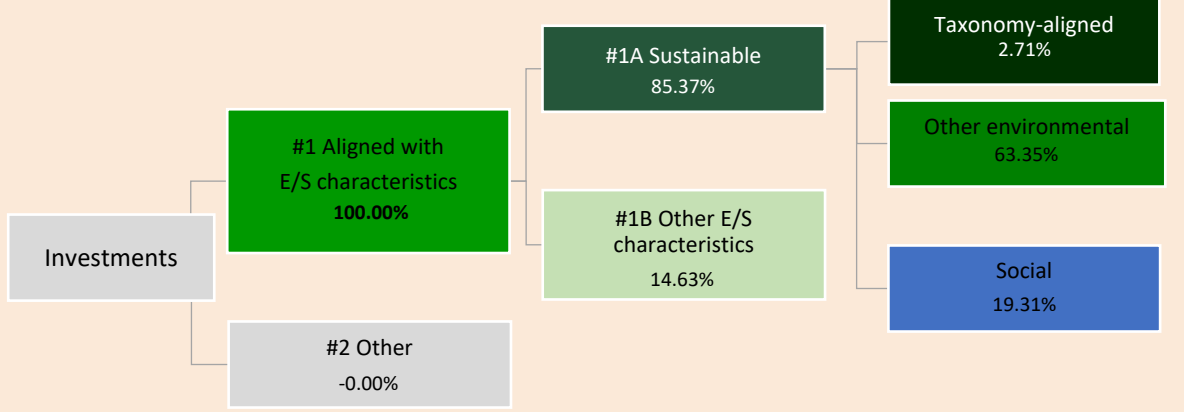 Investments
#1 Aligned with
E/S characteristics
100.00%
#2 Other
-0.00%
#1A Sustainable
85.37%
#1B Other E/S
characteristics
14.63%
Taxonomy-aligned
2.71%
Other environmental
63.35%
Social
19.31%